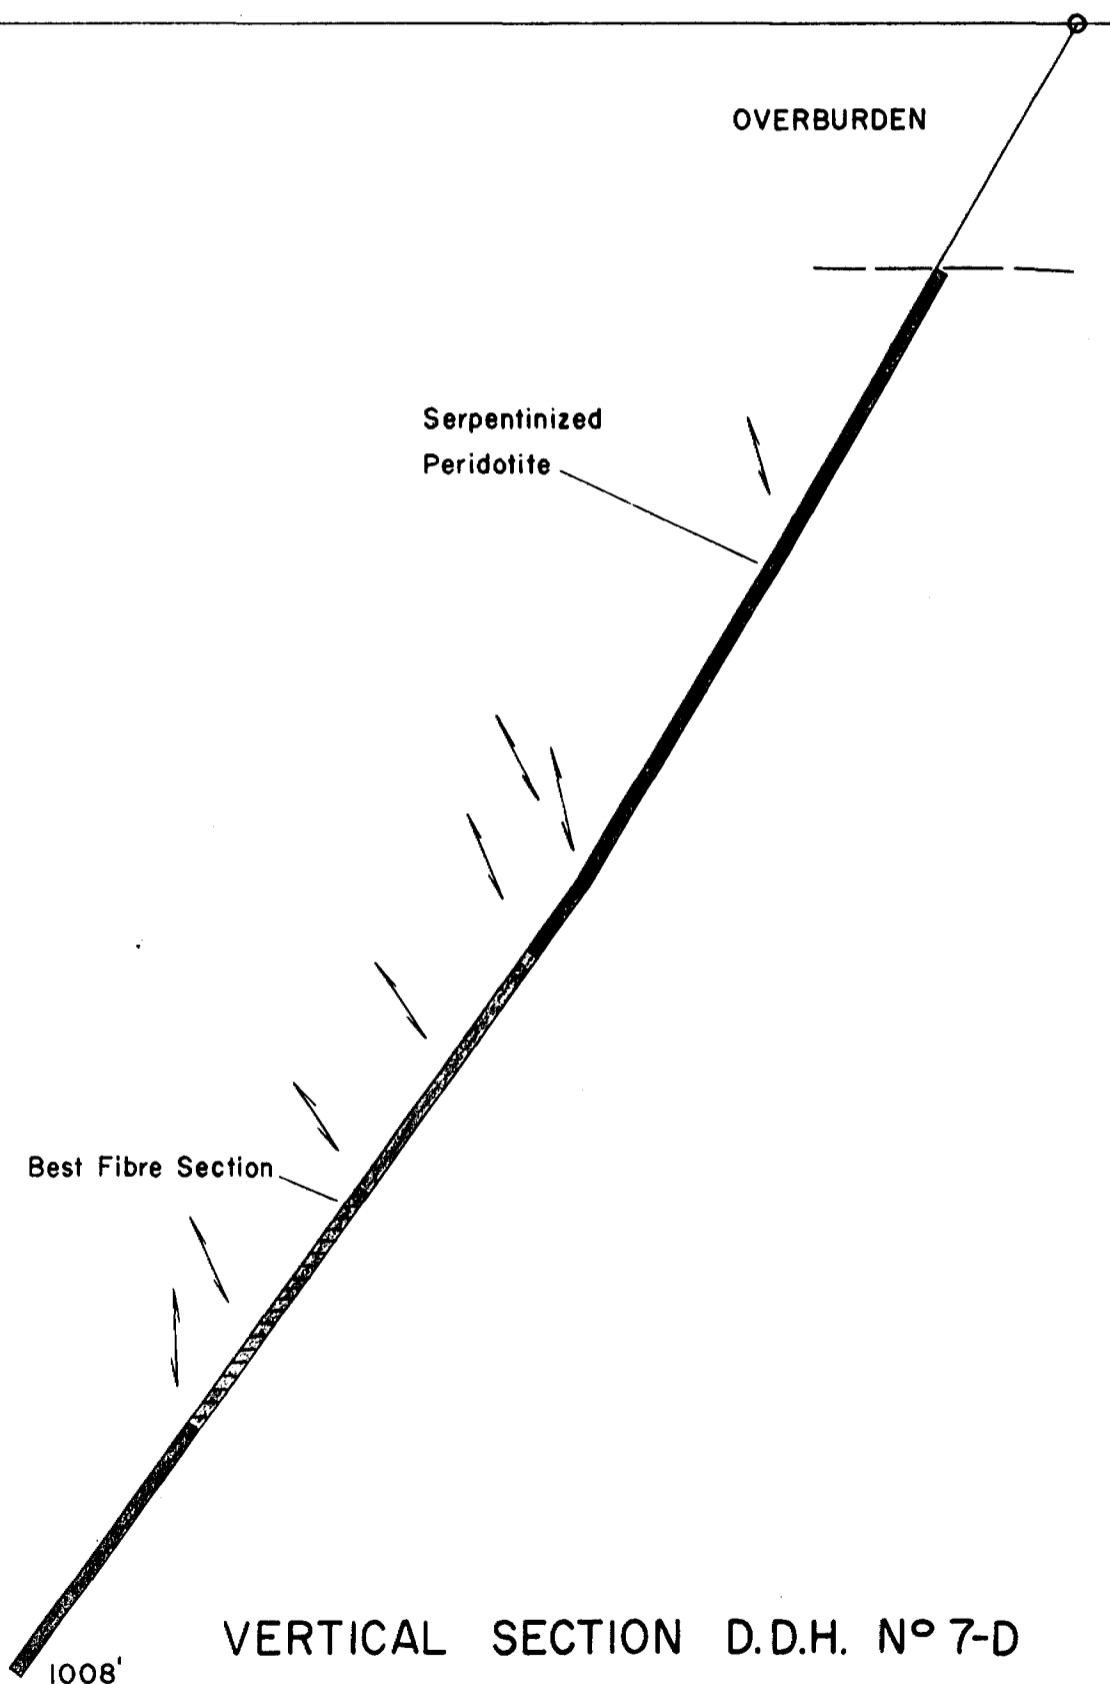 OVERBURDEN
Serpentinized
Peridotite
Best Fibre Section
VERTICAL SECTION D.D.H. Nº 7-D
1008'